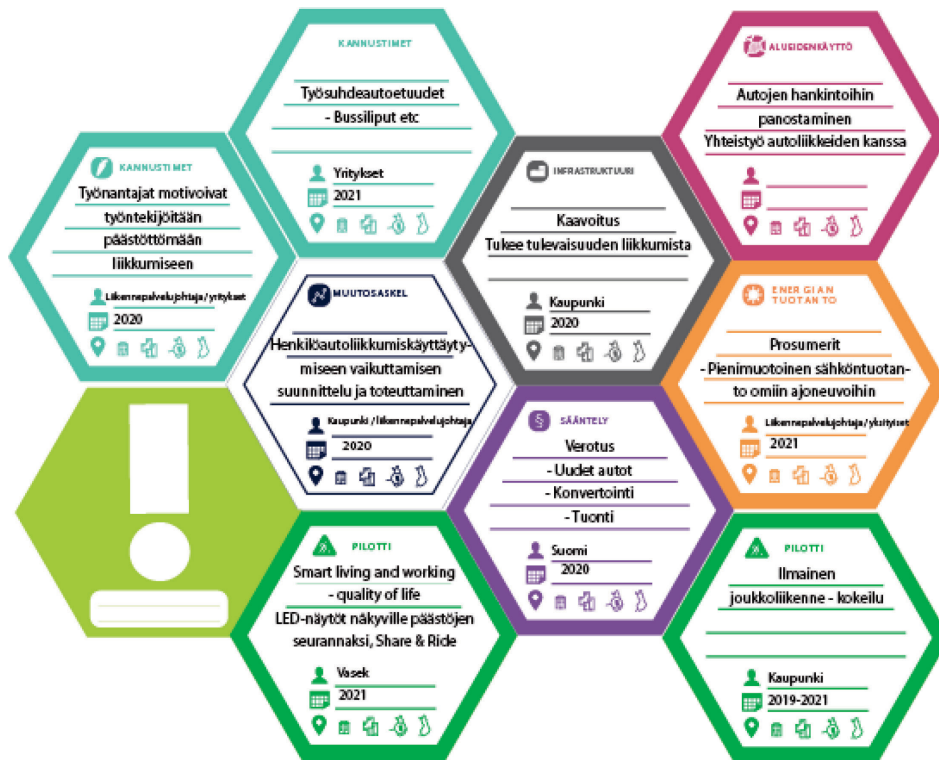 KANNUSTIMET
Työsuhdeautoetuudet
- Bussiliput etc
Yritykset
2021
ALUEIDENKÄYTTÖ
Autojen hankintoihin
panostaminen
Yhteistyö autoliikkeiden kanssa
KANNUSTIMET
Työnantajat motivoivat
työntekijöitään
päästöttömään
liikkumiseen
Liikennepalvelujohtaja/yritykset
2020
INFRASTRUKTUURI
Kaavoitus
Tukee tulevaisuuden liikkumista
Kaupunki
2020
MUUTOSASKEL
Henkilöautoliikkumiskäyttäyty-
miseen vaikuttamisen
suunnittelu ja toteuttaminen
Kaupunki/liikennepalvelujohtaja
2020
ENERGIAN
TUOTANTO
Prosumerit
- Pienimuotoinen sähköntuotan-
to omiin ajoneuvoihin
Liikennepalvelujohtaja/yksityiset
2021
§ SÄÄNTELY
Verotus
- Uudet autot
- Konvertointi
- Tuonti
Suomi
2020
!
PILOTTI
Smart living and working
- quality of life
LED-näytöt näkyville päästöjen
seurannaksi, Share & Ride
Vasek
2021
PILOTTI
Ilmainen
joukkoliikenne - kokeilu
Kaupunki
2019-2021